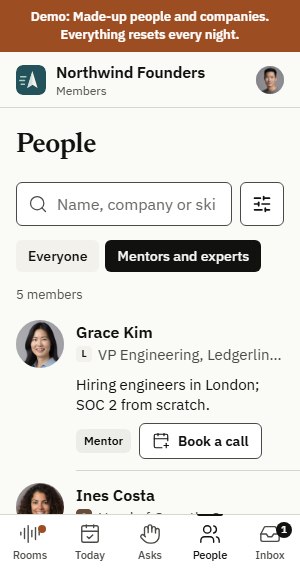 Demo: Made-up people and companies.
Everything resets every night.
Northwind Founders
Members
People
Name, company or ski
Everyone
Mentors and experts
5 members
Grace Kim
L VP Engineering, Ledgerlin...
Hiring engineers in London;
SOC 2 from scratch.
Mentor
Book a call
Ines Costa
Rooms
Today
Asks
People
Inbox
1